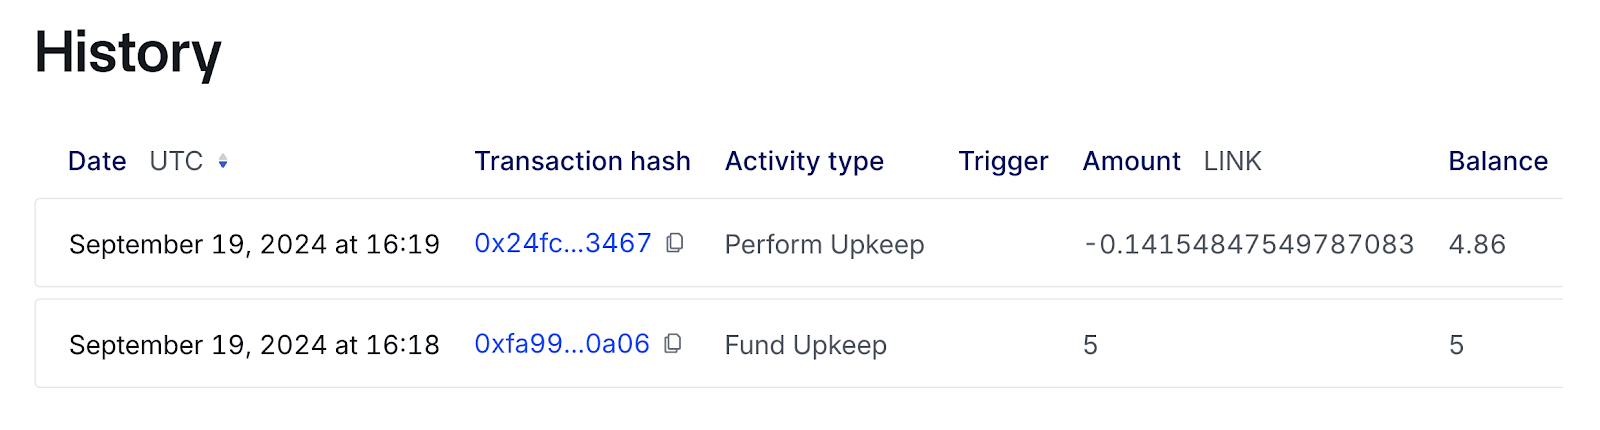 History
Date UTC Transaction hash Activity type Trigger Amount LINK Balance
September 19, 2024 at 16:19 0x24fc...3467 Perform Upkeep -0.14154847549787083 4.86
September 19, 2024 at 16:18 0xfa99...0a06 Fund Upkeep 5 5